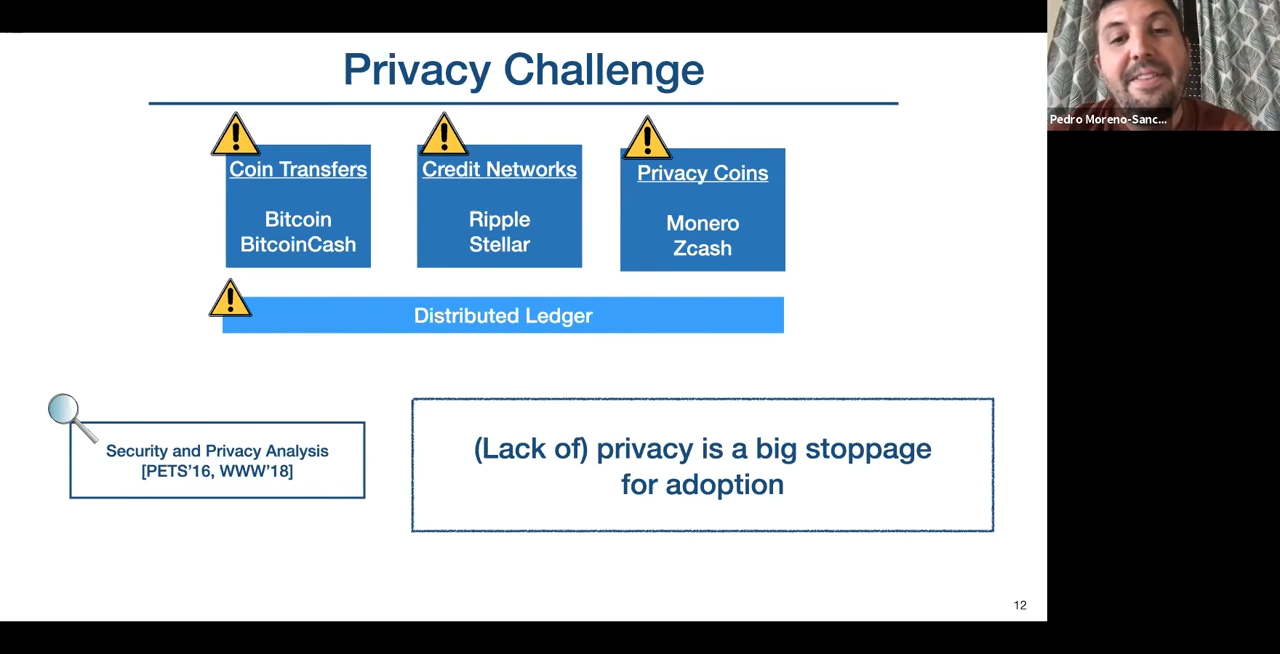 Privacy Challenge
Coin Transfers
Bitcoin
BitcoinCash
Credit Networks
Ripple
Stellar
Privacy Coins
Monero
Zcash
Distributed Ledger
Security and Privacy Analysis
[PETS'16, WWW'18]
(Lack of) privacy is a big stoppage
for adoption
12
Pedro Moreno-Sanc...